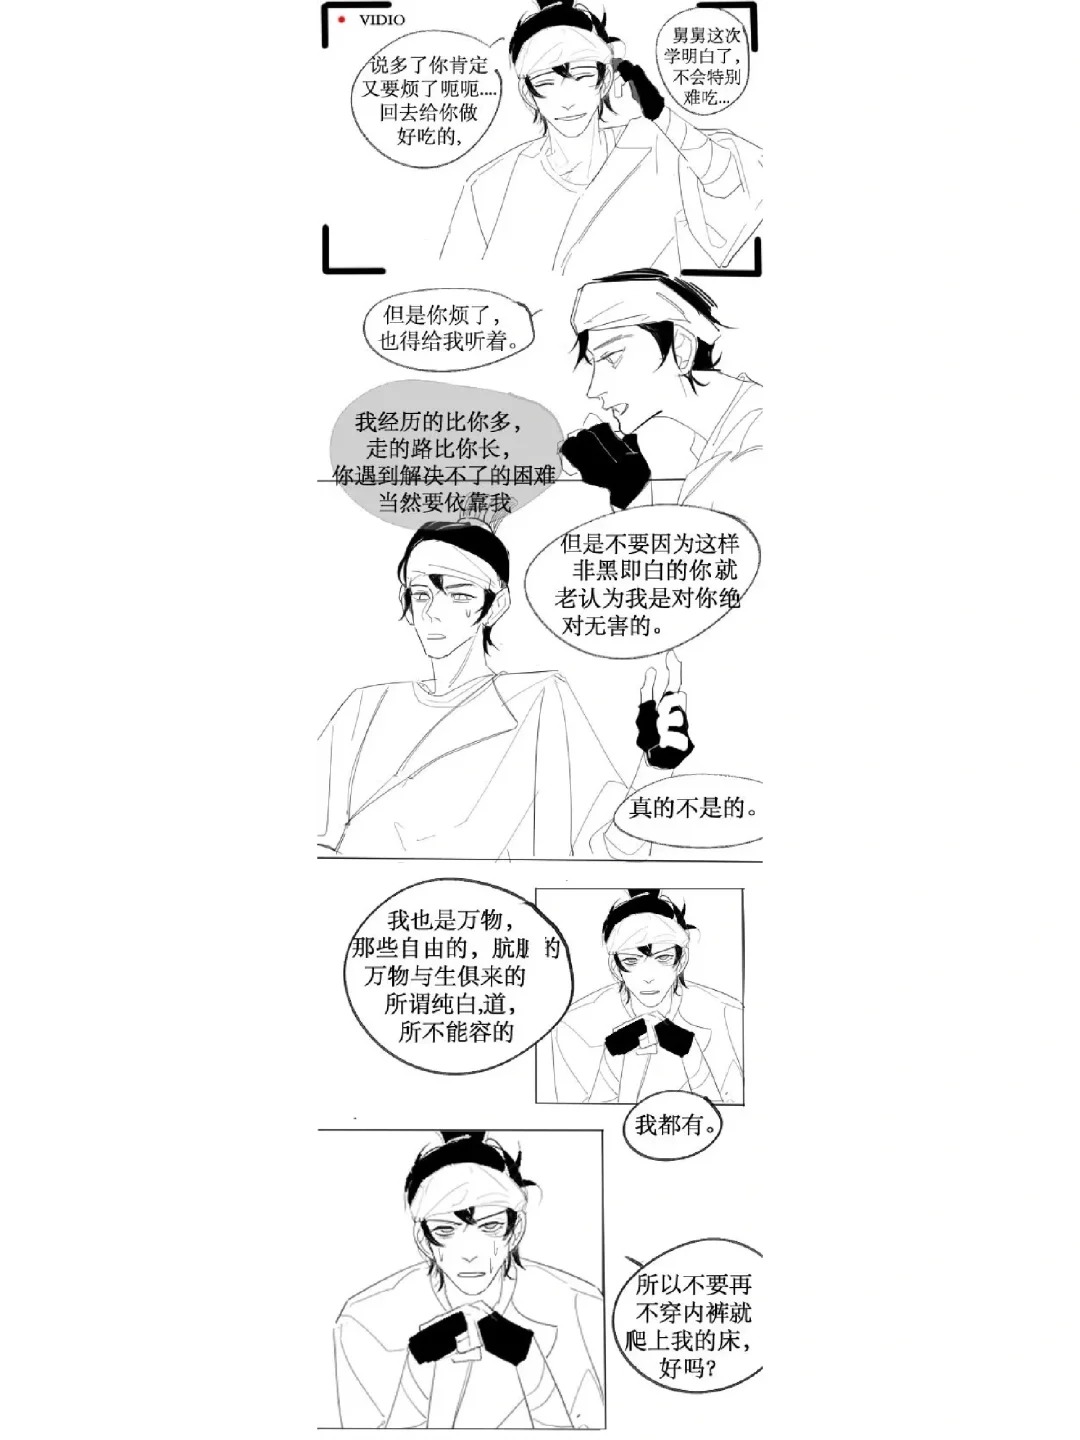 VIDIO
说多了你肯定
又要烦了呃呃....
回去给你做
好吃的,
舅舅这次
学明白了,
不会特别
难吃...
但是你烦了，
也得给我听着。
我经历的比你多，
走的路比你长，
你遇到解决不了的困难
当然要依靠我
但是不要因为这样
非黑即白的你就
老认为我是对你绝
对无害的。
真的不是的。
我也是万物，
那些自由的，肮脏的
万物与生俱来的
所谓纯白,道，
所不能容的
我都有。
所以不要再
不穿内裤就
爬上我的床，
好吗？